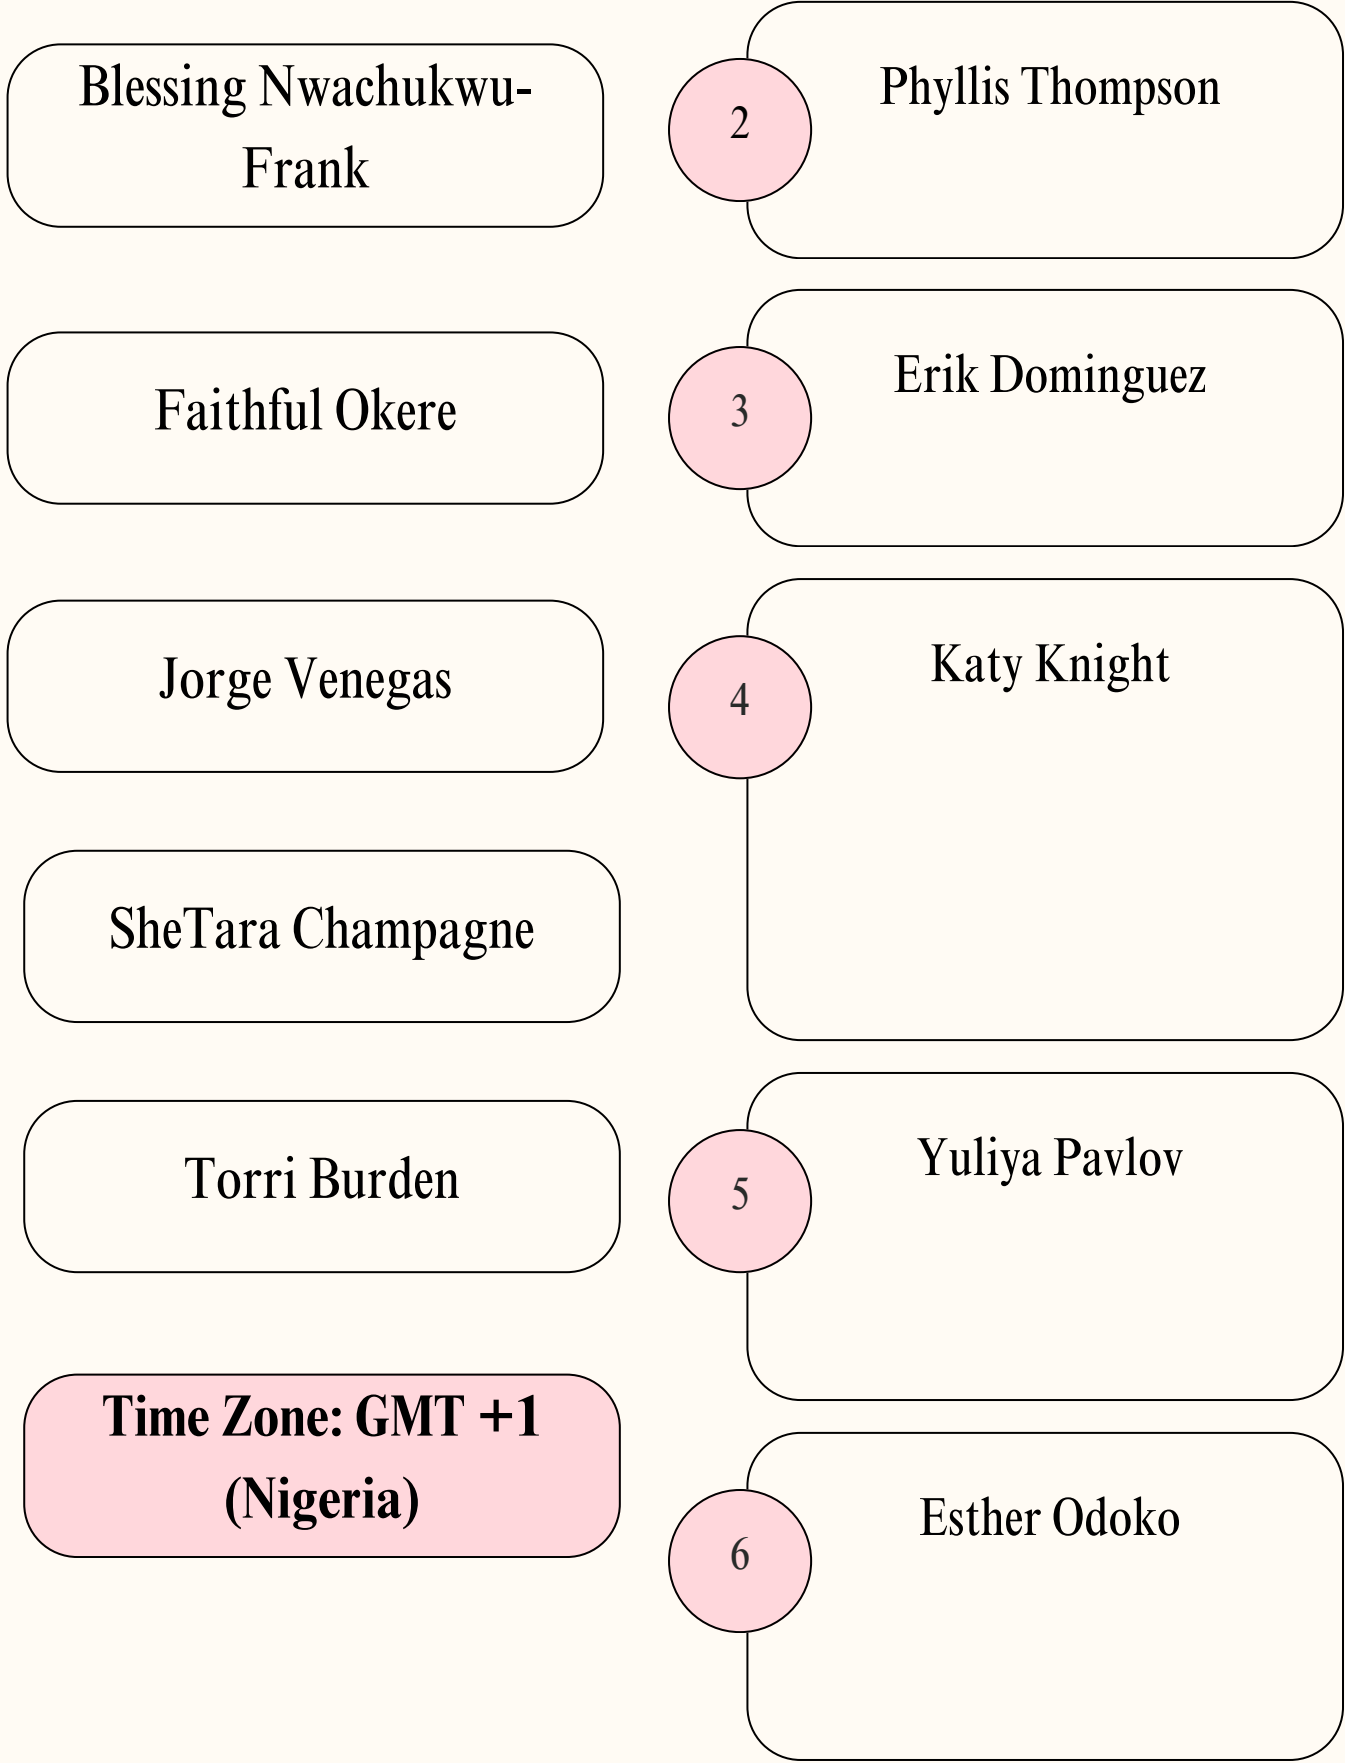 Blessing Nwachukwu-
Frank
Faithful Okere
Jorge Venegas
SheTara Champagne
Torri Burden
Time Zone: GMT +1
(Nigeria)
2
Phyllis Thompson
3
Erik Dominguez
4
Katy Knight
5
Yuliya Pavlov
6
Esther Odoko